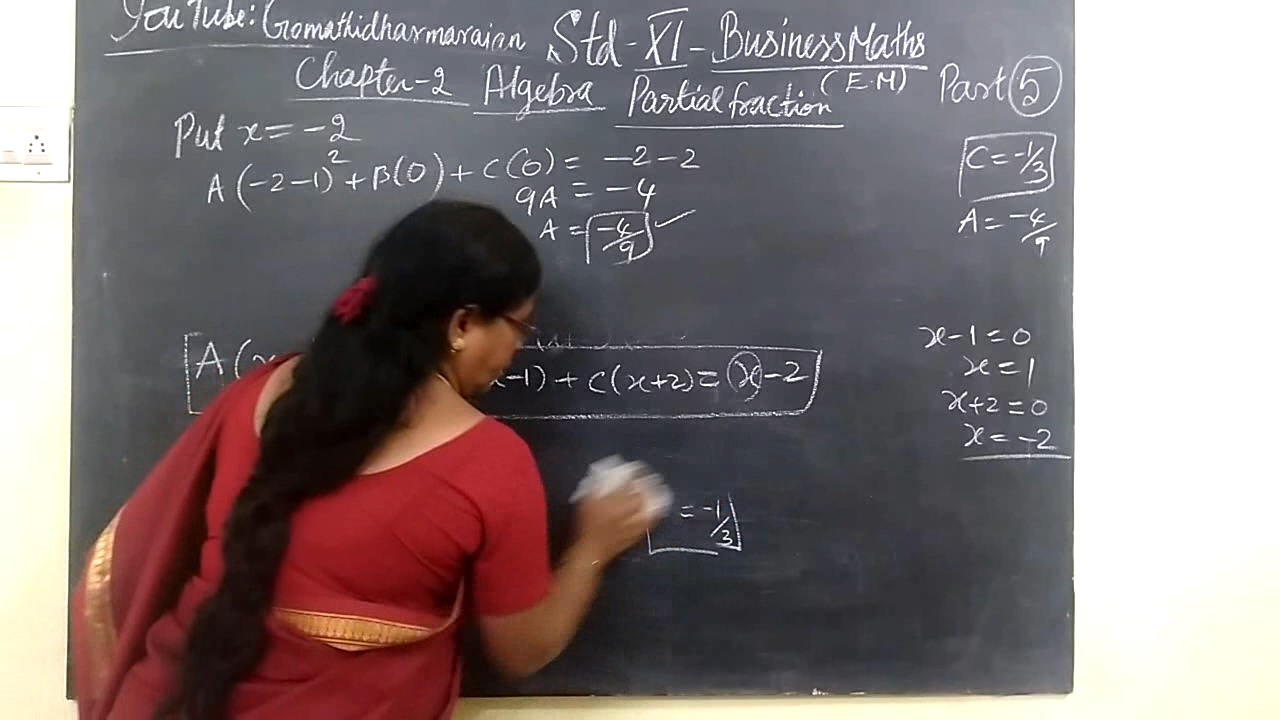 YouTube: Gomathidharmarajan Std-XI-Business Maths
Chapter-2 Algebra Partial fraction (E.M) Part 5
Put x = -2
A(-2-1)² + B(0) + C(0) = -2-2
9A = -4
A = -4/9 ✓
C = -1/3
A = -4/9
x-1=0
x=1
x+2=0
x=-2
A(x x-1) + C(x+2) = x-2
= -1/3